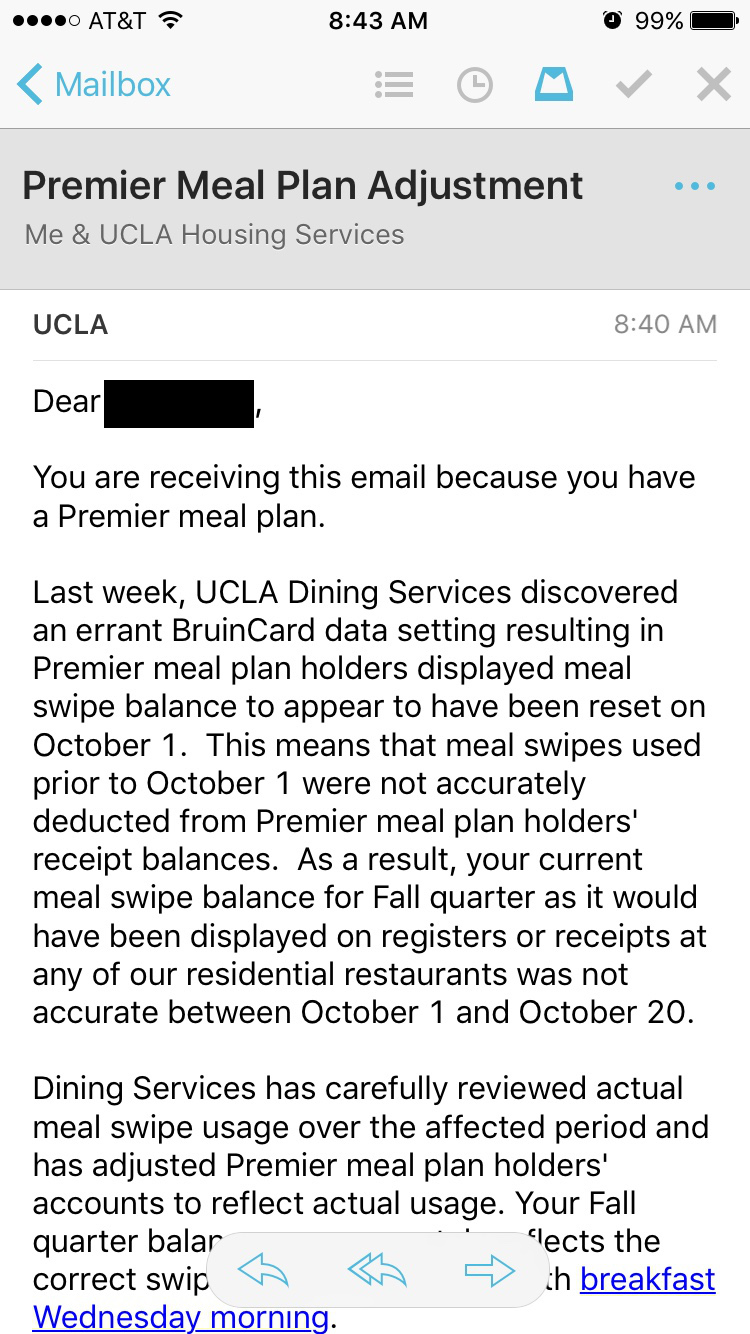 AT&T 8:43 AM 99%
Mailbox
Premier Meal Plan Adjustment
Me & UCLA Housing Services
UCLA 8:40 AM
Dear ,
You are receiving this email because you have
a Premier meal plan.
Last week, UCLA Dining Services discovered
an errant BruinCard data setting resulting in
Premier meal plan holders displayed meal
swipe balance to appear to have been reset on
October 1.  This means that meal swipes used
prior to October 1 were not accurately
deducted from Premier meal plan holders'
receipt balances.  As a result, your current
meal swipe balance for Fall quarter as it would
have been displayed on registers or receipts at
any of our residential restaurants was not
accurate between October 1 and October 20.
Dining Services has carefully reviewed actual
meal swipe usage over the affected period and
has adjusted Premier meal plan holders'
accounts to reflect actual usage. Your Fall
quarter the
correct breakfast
Wednesday morning.